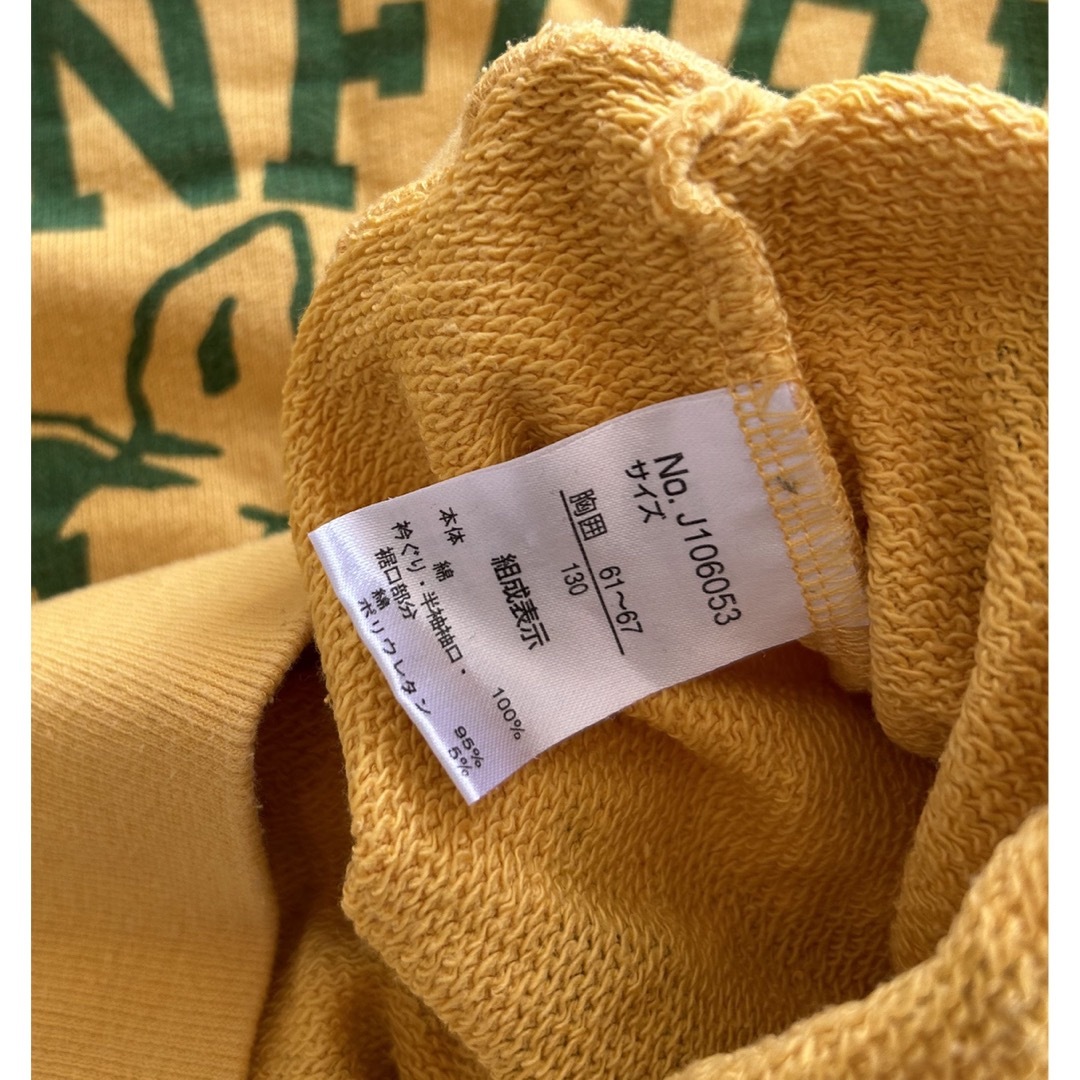 No. J106053
サイズ
胸囲 61～67
130
組成表示
本体 綿 100%
衿ぐり・半袖袖口・
裾口部分
綿 95%
ポリウレタン 5%